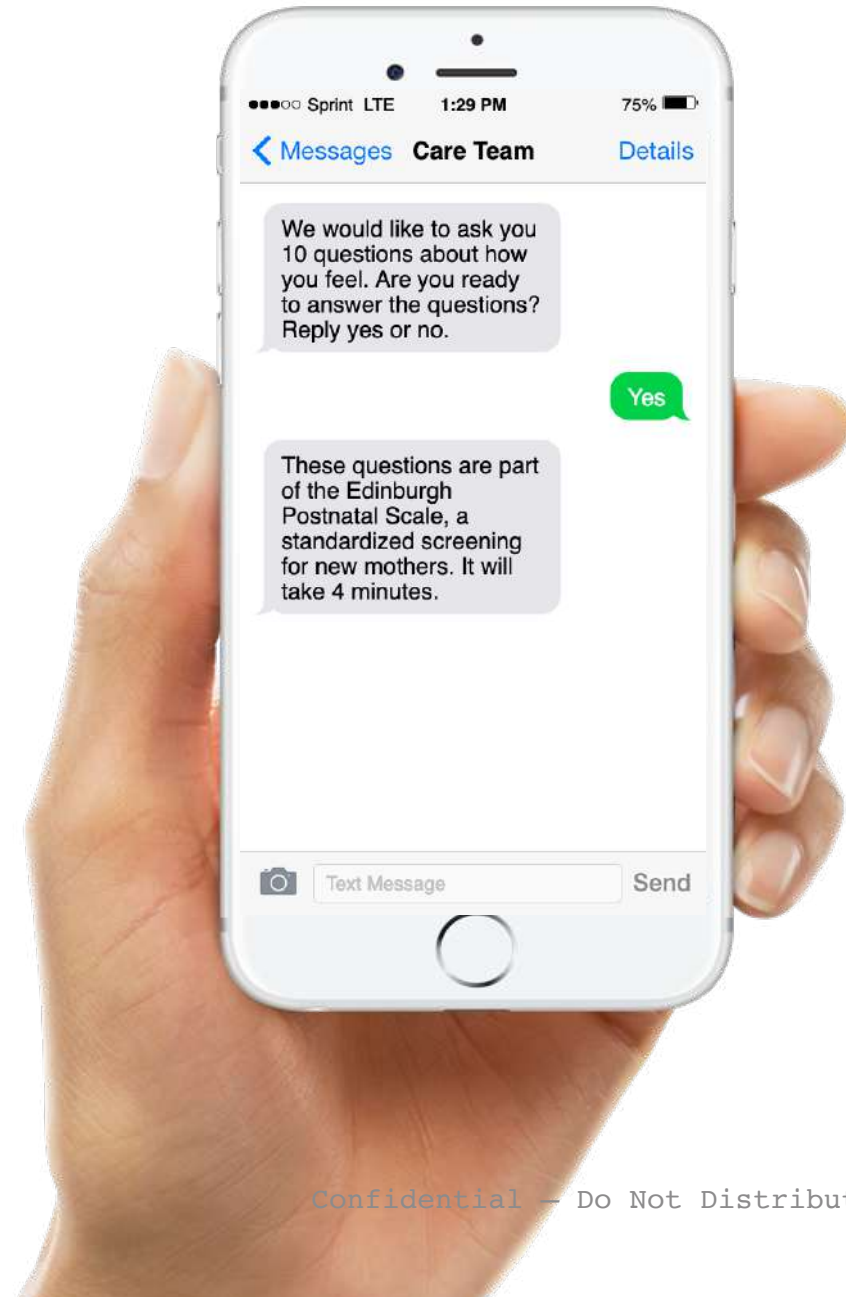 Sprint LTE 1:29 PM 75%
Messages Care Team Details
We would like to ask you
10 questions about how
you feel. Are you ready
to answer the questions?
Reply yes or no.
Yes
These questions are part
of the Edinburgh
Postnatal Scale, a
standardized screening
for new mothers. It will
take 4 minutes.
Text Message Send
Confidential – Do Not Distribut